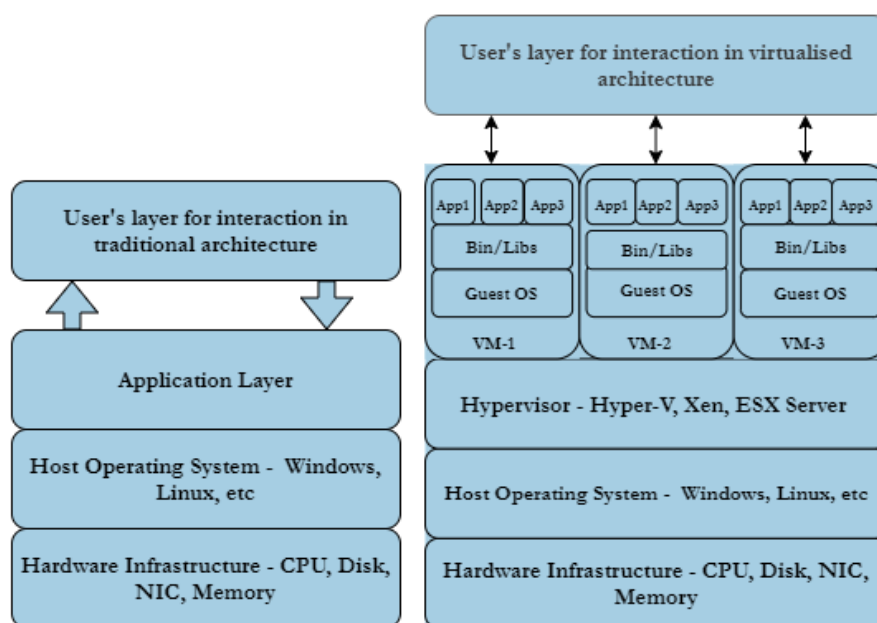 User's layer for interaction in
traditional architecture
Application Layer
Host Operating System - Windows,
Linux, etc
Hardware Infrastructure - CPU, Disk,
NIC, Memory
User's layer for interaction in virtualised
architecture
App1 App2 App3
Bin/Libs
Guest OS
VM-1
App1 App2 App3
Bin/Libs
Guest OS
VM-2
App1 App2 App3
Bin/Libs
Guest OS
VM-3
Hypervisor - Hyper-V, Xen, ESX Server
Host Operating System - Windows, Linux, etc
Hardware Infrastructure - CPU, Disk, NIC,
Memory